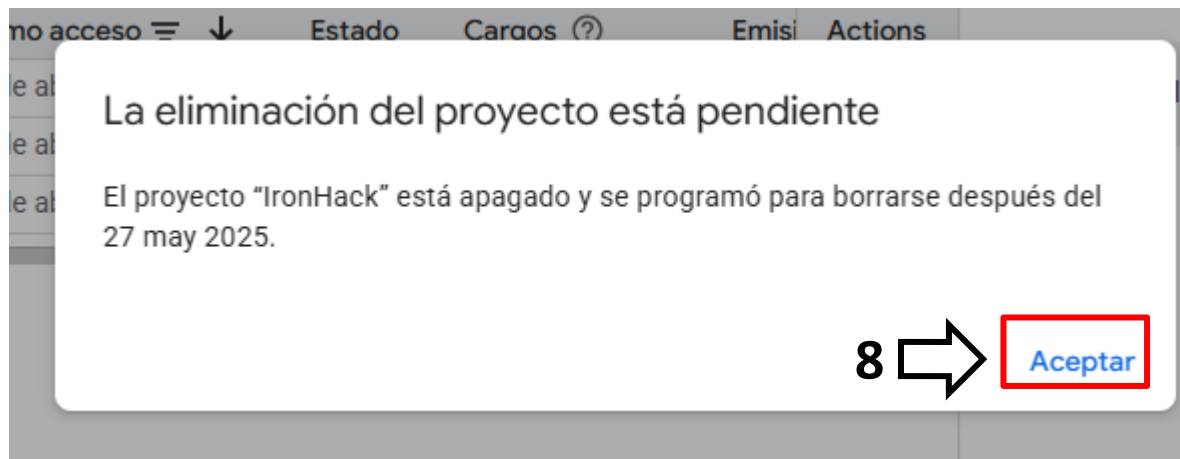 mo acceso Estado Cargos Emisi Actions
La eliminación del proyecto está pendiente
El proyecto “IronHack” está apagado y se programó para borrarse después del
27 may 2025.
8 Aceptar